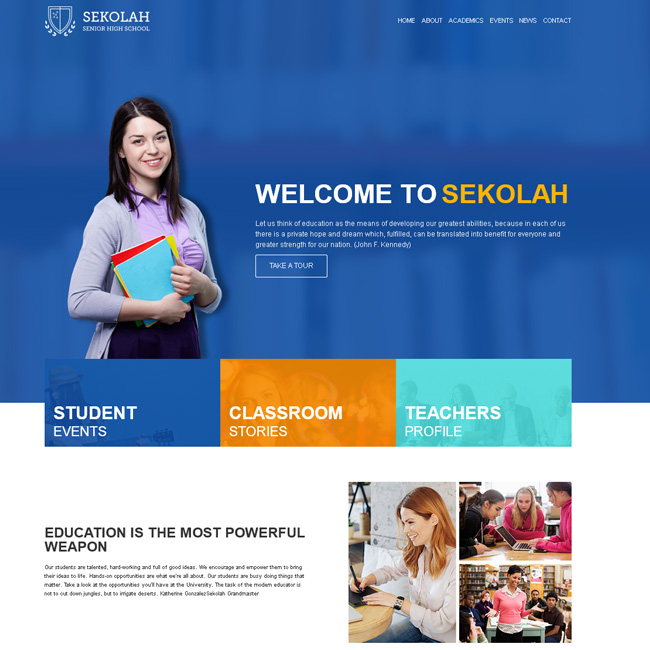 SEKOLAH
SENIOR HIGH SCHOOL
HOME ABOUT ACADEMICS EVENTS NEWS CONTACT
WELCOME TO SEKOLAH
Let us think of education as the means of developing our greatest abilities, because in each of us
there is a private hope and dream which, fulfilled, can be translated into benefit for everyone and
greater strength for our nation. (John F. Kennedy)
TAKE A TOUR
STUDENT
EVENTS
CLASSROOM
STORIES
TEACHERS
PROFILE
EDUCATION IS THE MOST POWERFUL
WEAPON
Our students are talented, hard-working and full of good ideas. We encourage and empower them to bring
their ideas to life. Hands-on opportunities are what we're all about. Our students are busy doing things that
matter. Take a look at the opportunities you'll have at the University. The task of the modern educator is
not to cut down jungles, but to irrigate deserts. Katherine GonzalezSekolah Grandmaster